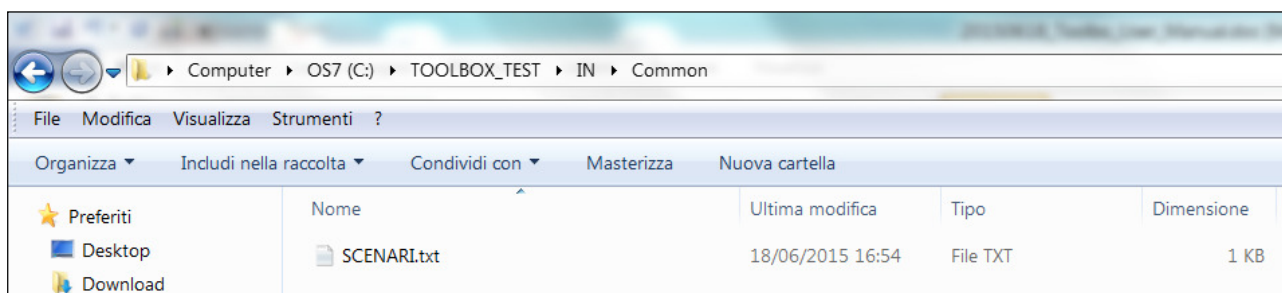 Computer ▸ OS7 (C:) ▸ TOOLBOX_TEST ▸ IN ▸ Common
File Modifica Visualizza Strumenti ?
Organizza Includi nella raccolta Condividi con Masterizza Nuova cartella
Preferiti Nome Ultima modifica Tipo Dimensione
Desktop SCENARI.txt 18/06/2015 16:54 File TXT 1 KB
Download